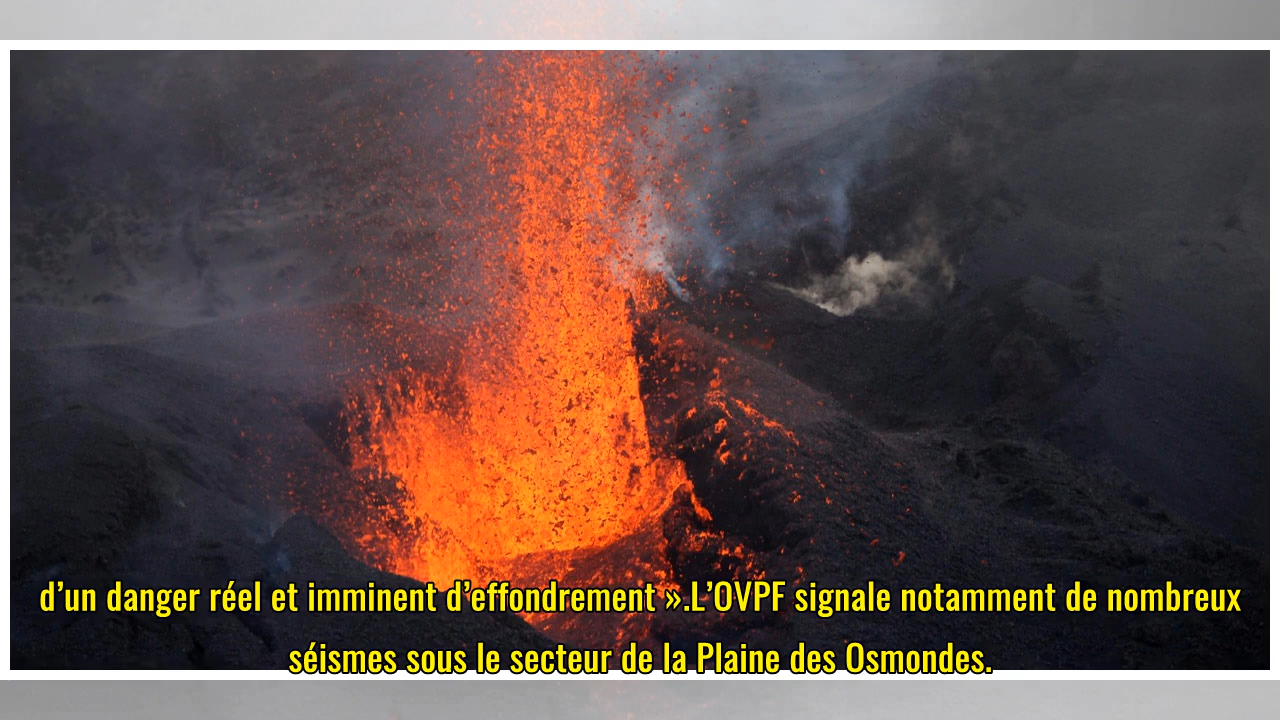 d’un danger réel et imminent d’effondrement ».L’OVPF signale notamment de nombreux
séismes sous le secteur de la Plaine des Osmondes.